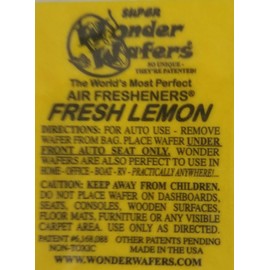 SUPER
Wonder
Wafers
SO UNIQUE -
THEY'RE PATENTED!
The World's Most Perfect
AIR FRESHENERS®
FRESH LEMON
DIRECTIONS: FOR AUTO USE - REMOVE
WAFER FROM BAG. PLACE WAFER UNDER
FRONT AUTO SEAT ONLY. WONDER
WAFERS ARE ALSO PERFECT TO USE IN
HOME - OFFICE - BOAT - RV - PRACTICALLY ANYWHERE!...
CAUTION: KEEP AWAY FROM CHILDREN.
DO NOT PLACE WAFER ON DASHBOARDS,
SEATS, CONSOLES, WOODEN SURFACES,
FLOOR MATS, FURNITURE OR ANY VISIBLE
CARPET AREA. USE ONLY AS DIRECTED.
PATENT #6,169,088 OTHER PATENTS PENDING
NON-TOXIC MADE IN THE USA
WWW.WONDERWAFERS.COM